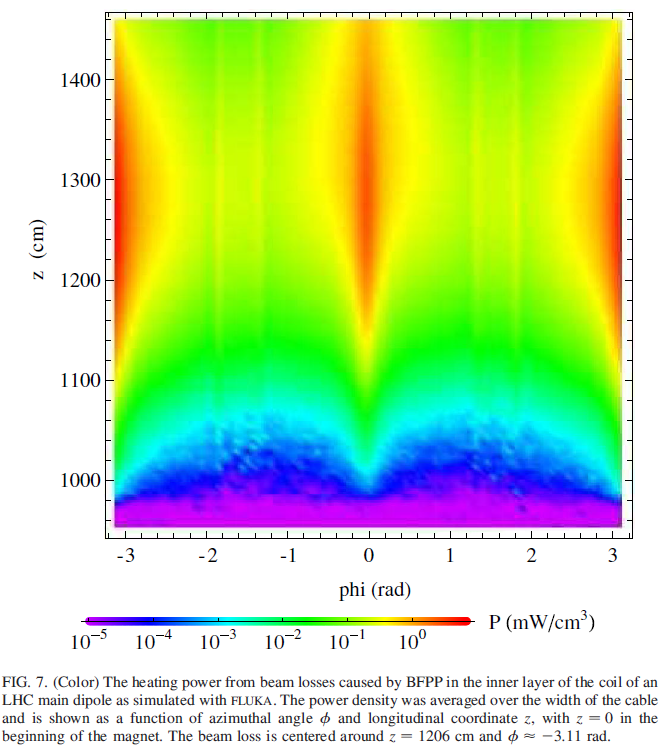 1400
1300
1200
1100
1000
z (cm)
-3 -2 -1 0 1 2 3
phi (rad)
10⁻⁵ 10⁻⁴ 10⁻³ 10⁻² 10⁻¹ 10⁰
P (mW/cm³)
FIG. 7. (Color) The heating power from beam losses caused by BFPP in the inner layer of the coil of an
LHC main dipole as simulated with FLUKA. The power density was averaged over the width of the cable
and is shown as a function of azimuthal angle ϕ and longitudinal coordinate z, with z = 0 in the
beginning of the magnet. The beam loss is centered around z = 1206 cm and ϕ ≈ −3.11 rad.